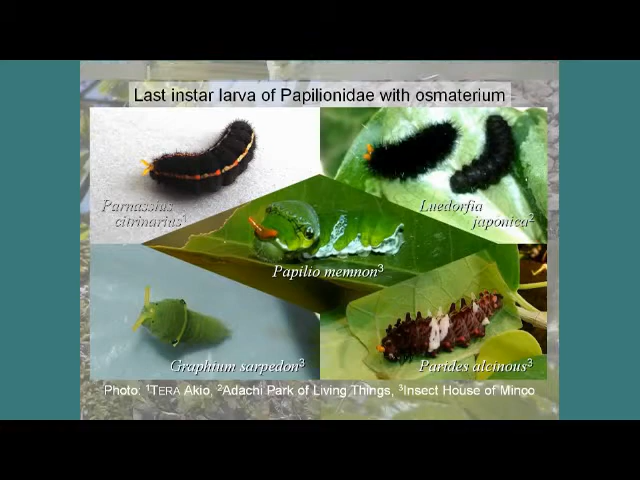 Last instar larva of Papilionidae with osmaterium
Parnassius
citrinarius1
Luedorfia
japonica2
Papilio memnon3
Graphium sarpedon3
Parides alcinous3
Photo: 1TERA Akio, 2Adachi Park of Living Things, 3Insect House of Minoo